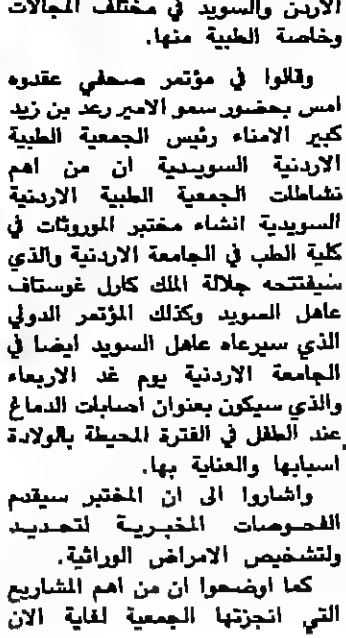 الاردن والسويد في مختلف المجالات
وخاصة الطبية منها.
وقالوا في مؤتمر صحفي عقدوه
امس بحضور سمو الامير رعد بن زيد
كبير الامناء رئيس الجمعية الطبية
الاردنية السويدية ان من اهم
نشاطات الجمعية الطبية الاردنية
السويدية انشاء مختبر الموروثات في
كلية الطب في الجامعة الاردنية والذي
سيفتتحه جلالة الملك كارل غوستاف
عاهل السويد وكذلك المؤتمر الدولي
الذي سيرعاه عاهل السويد ايضا في
الجامعة الاردنية يوم غد الاربعاء
والذي سيكون بعنوان اصابات الدماغ
عند الطفل في الفترة المحيطة بالولادة
اسبابها والعناية بها.
واشاروا الى ان المختبر سيقدم
الفحوصات المخبرية لتحديد
ولتشخيص الامراض الوراثية.
كما اوضحوا ان من اهم المشاريع
التي انجزتها الجمعية لغاية الان